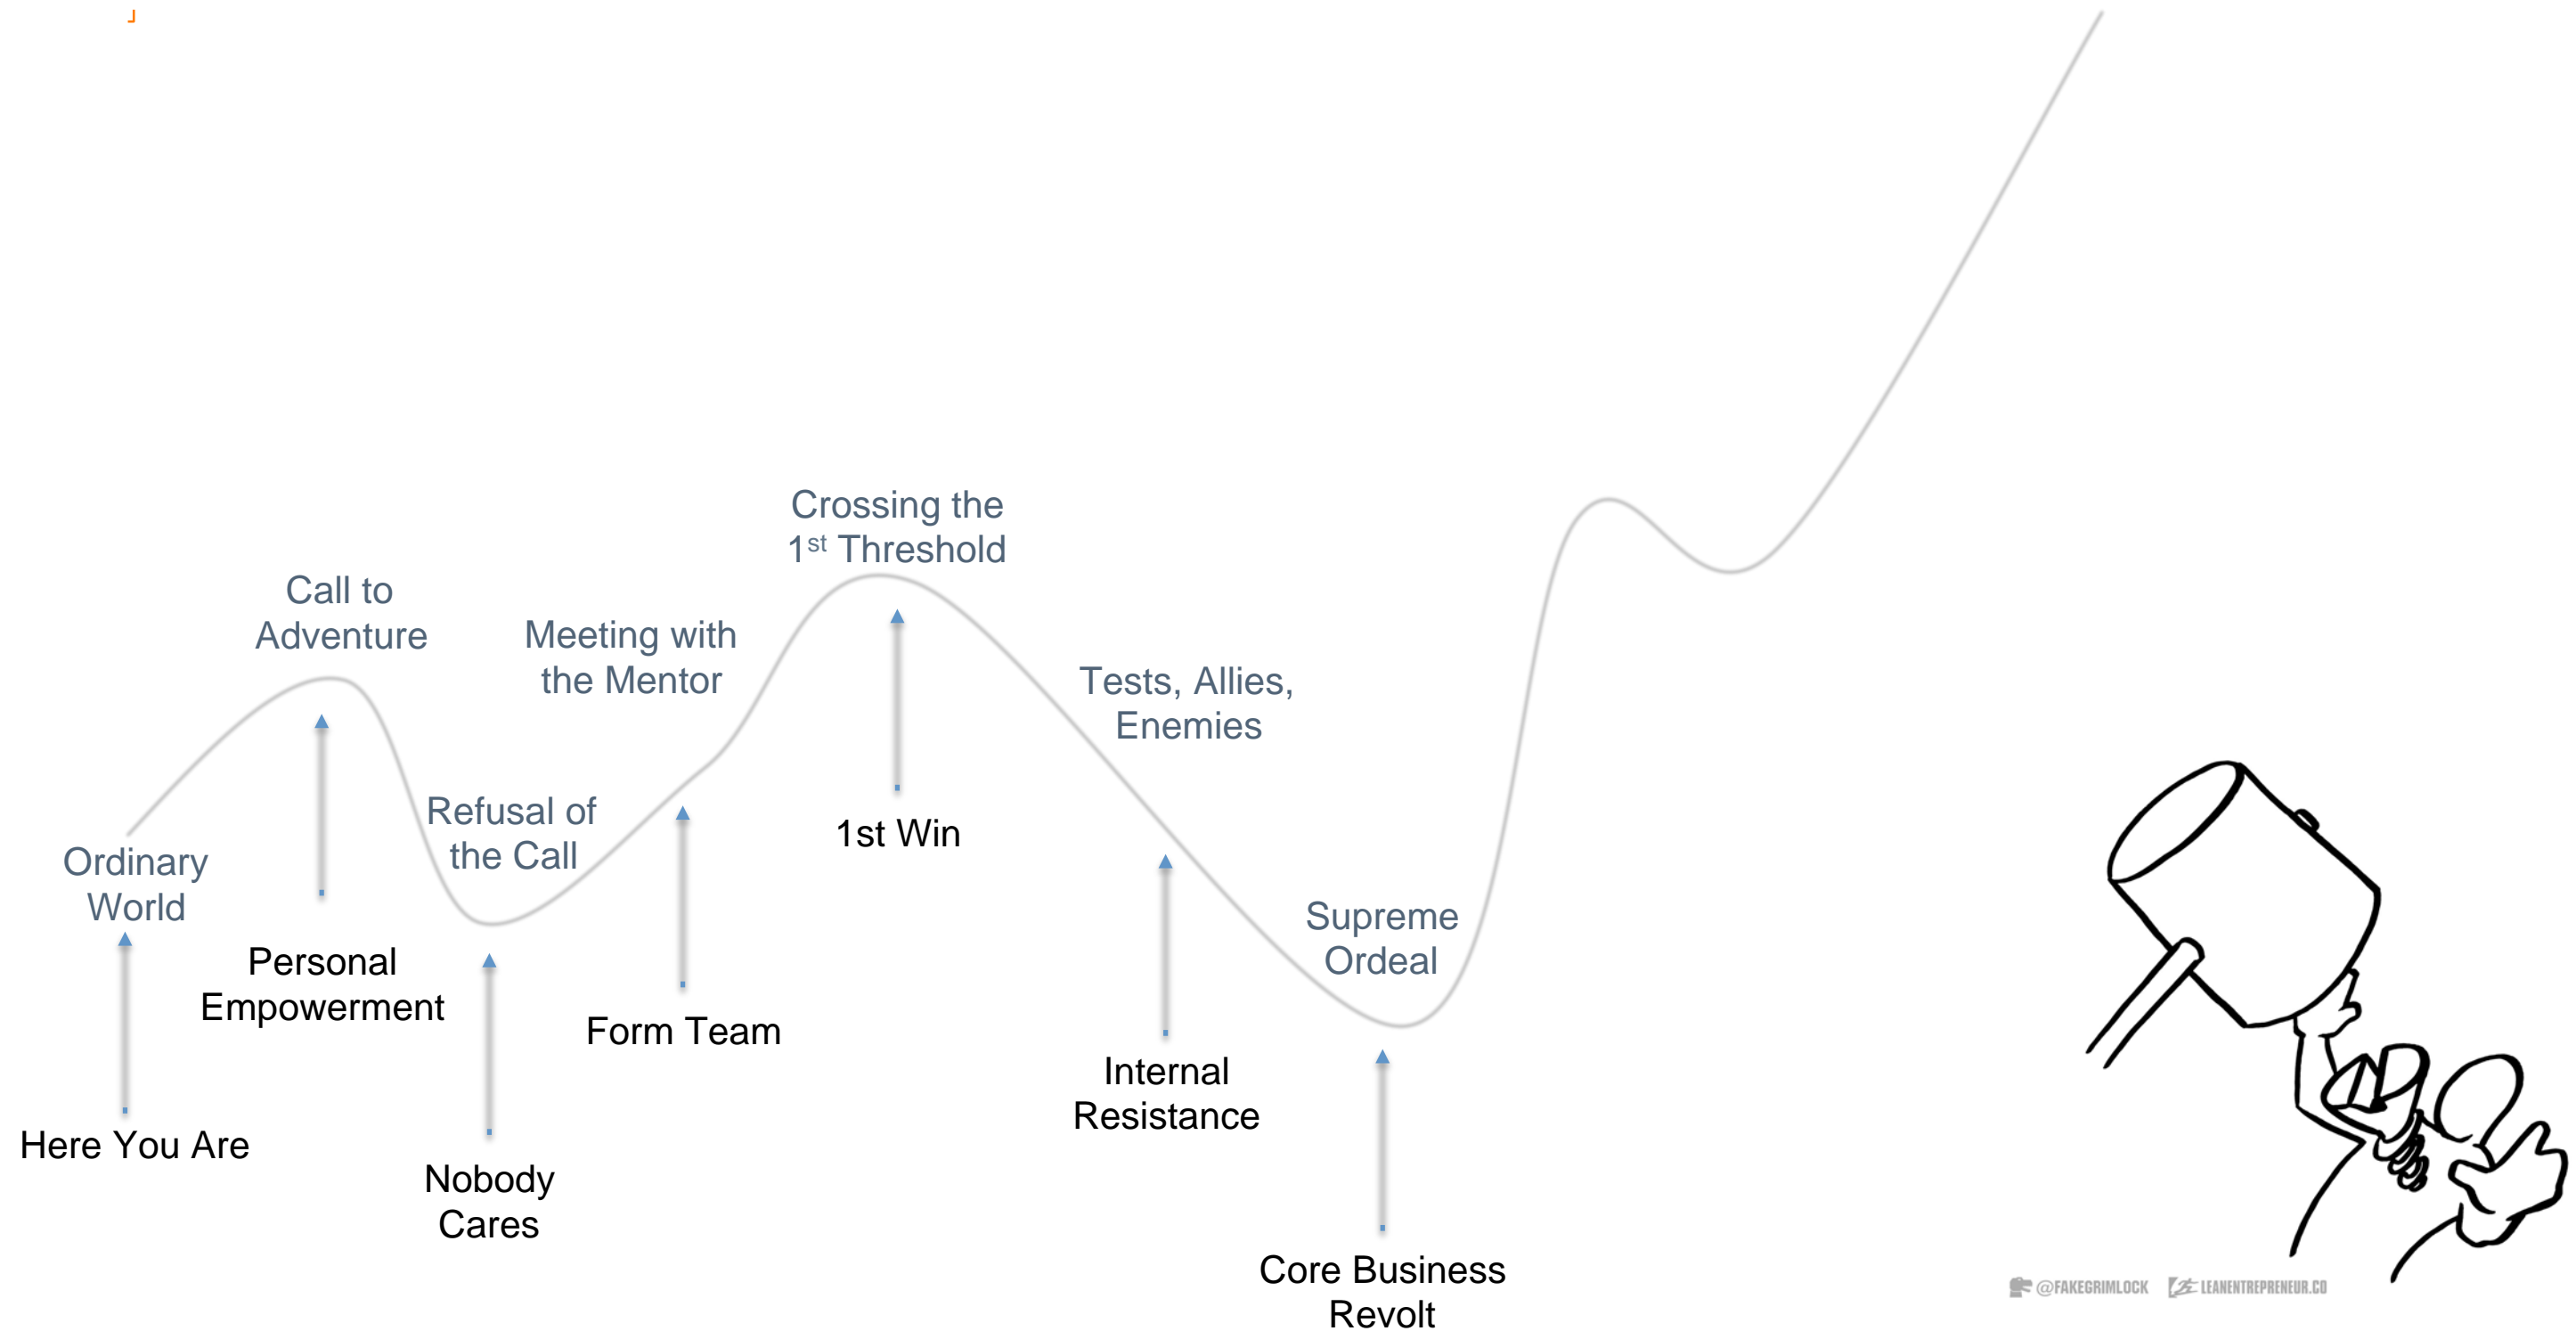 Crossing the
1st Threshold
Call to
Adventure
Meeting with
the Mentor
Tests, Allies,
Enemies
Refusal of
the Call
1st Win
Ordinary
World
Supreme
Ordeal
Personal
Empowerment
Form Team
Internal
Resistance
Here You Are
Nobody
Cares
Core Business
Revolt
@FAKEGRIMLOCK LEANENTREPRENEUR.CO